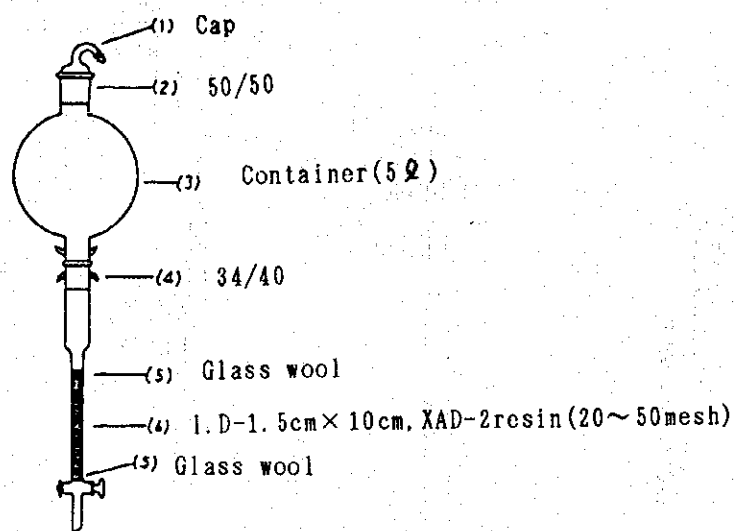 (1) Cap
(2) 50/50
(3) Container(5ℓ)
(4) 34/40
(5) Glass wool
(6) I.D-1.5cm×10cm, XAD-2resin(20~50mesh)
(5) Glass wool